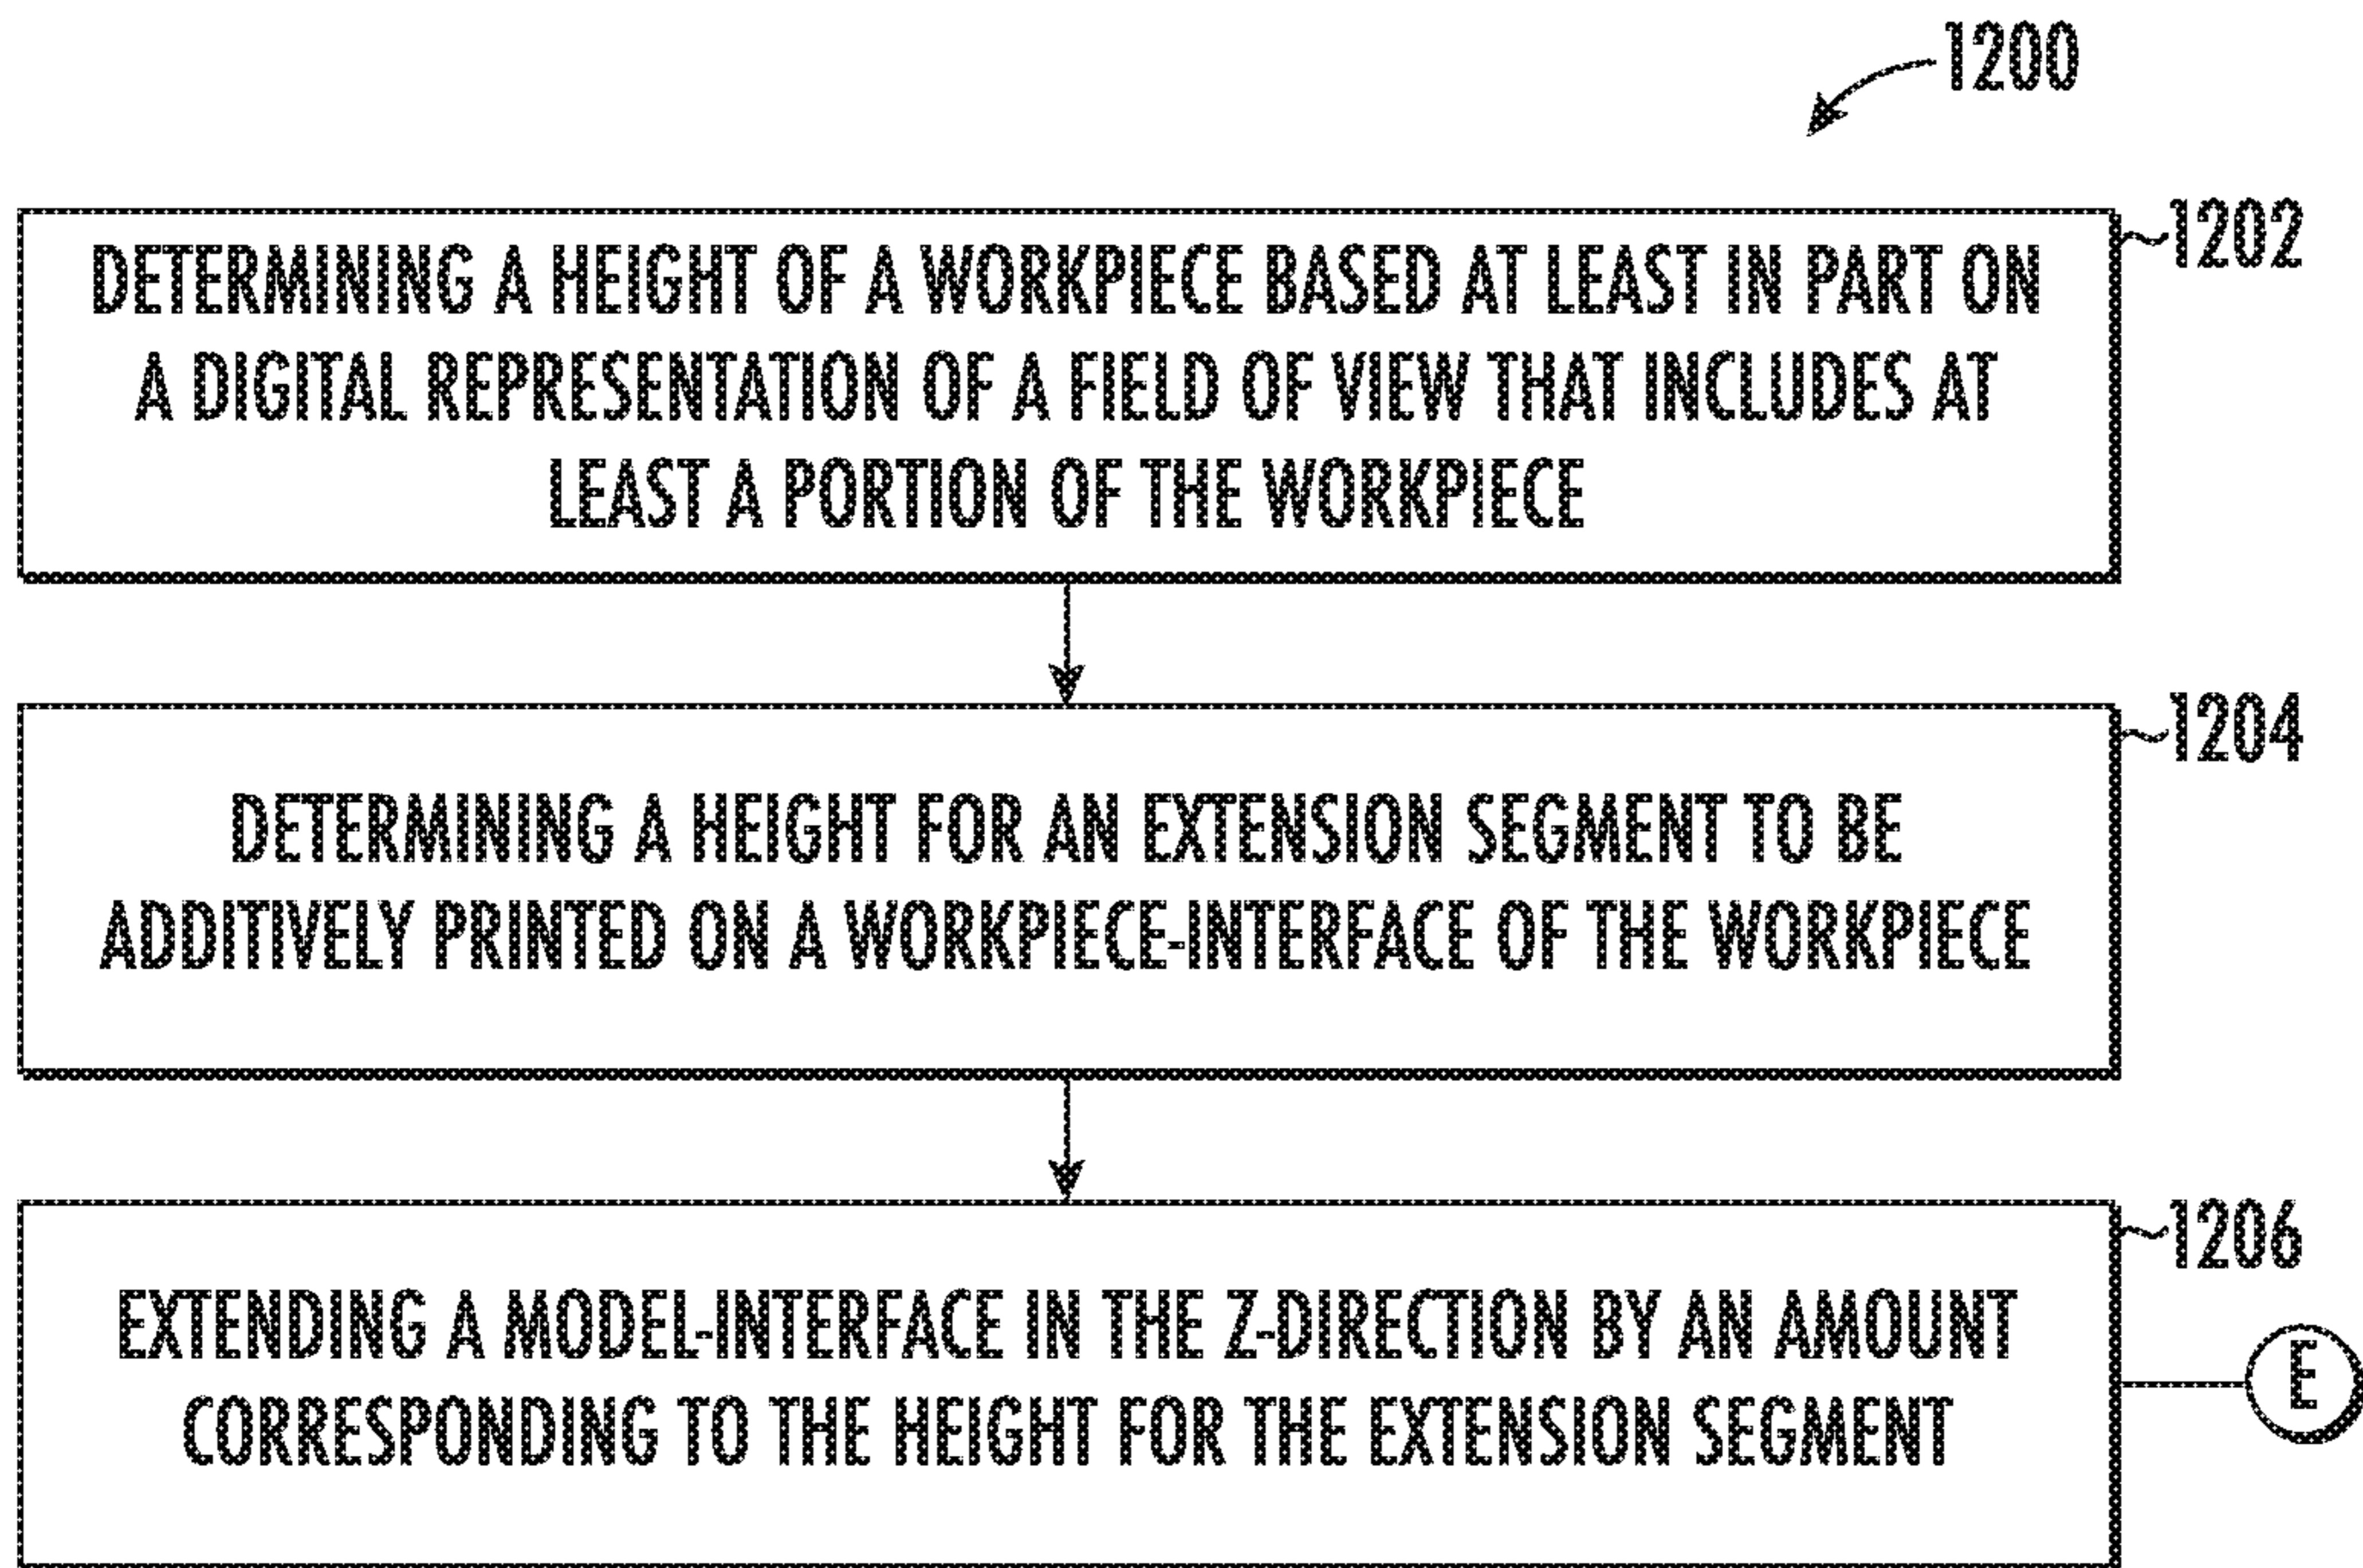 1200
1202
DETERMINING A HEIGHT OF A WORKPIECE BASED AT LEAST IN PART ON
A DIGITAL REPRESENTATION OF A FIELD OF VIEW THAT INCLUDES AT
LEAST A PORTION OF THE WORKPIECE
1204
DETERMINING A HEIGHT FOR AN EXTENSION SEGMENT TO BE
ADDITIVELY PRINTED ON A WORKPIECE-INTERFACE OF THE WORKPIECE
1206
EXTENDING A MODEL-INTERFACE IN THE Z-DIRECTION BY AN AMOUNT
CORRESPONDING TO THE HEIGHT FOR THE EXTENSION SEGMENT
E